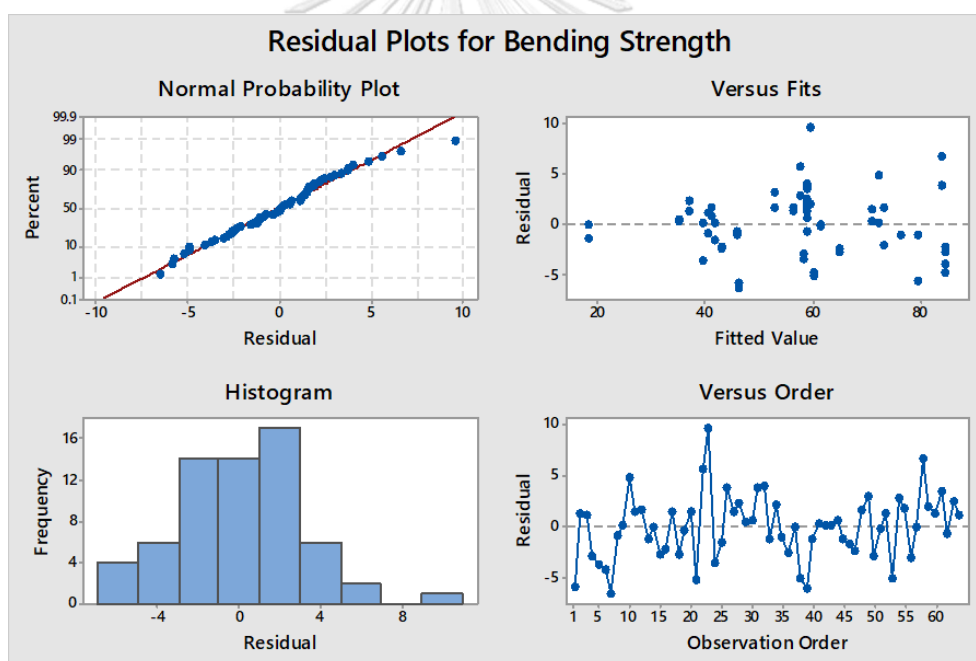 Residual Plots for Bending Strength
Normal Probability Plot
99.9
99
90
50
10
1
0.1
Percent
-10 -5 0 5 10
Residual
Versus Fits
10
5
0
-5
Residual
20 40 60 80
Fitted Value
Histogram
16
12
8
4
0
Frequency
-4 0 4 8
Residual
Versus Order
10
5
0
-5
Residual
1 5 10 15 20 25 30 35 40 45 50 55 60
Observation Order